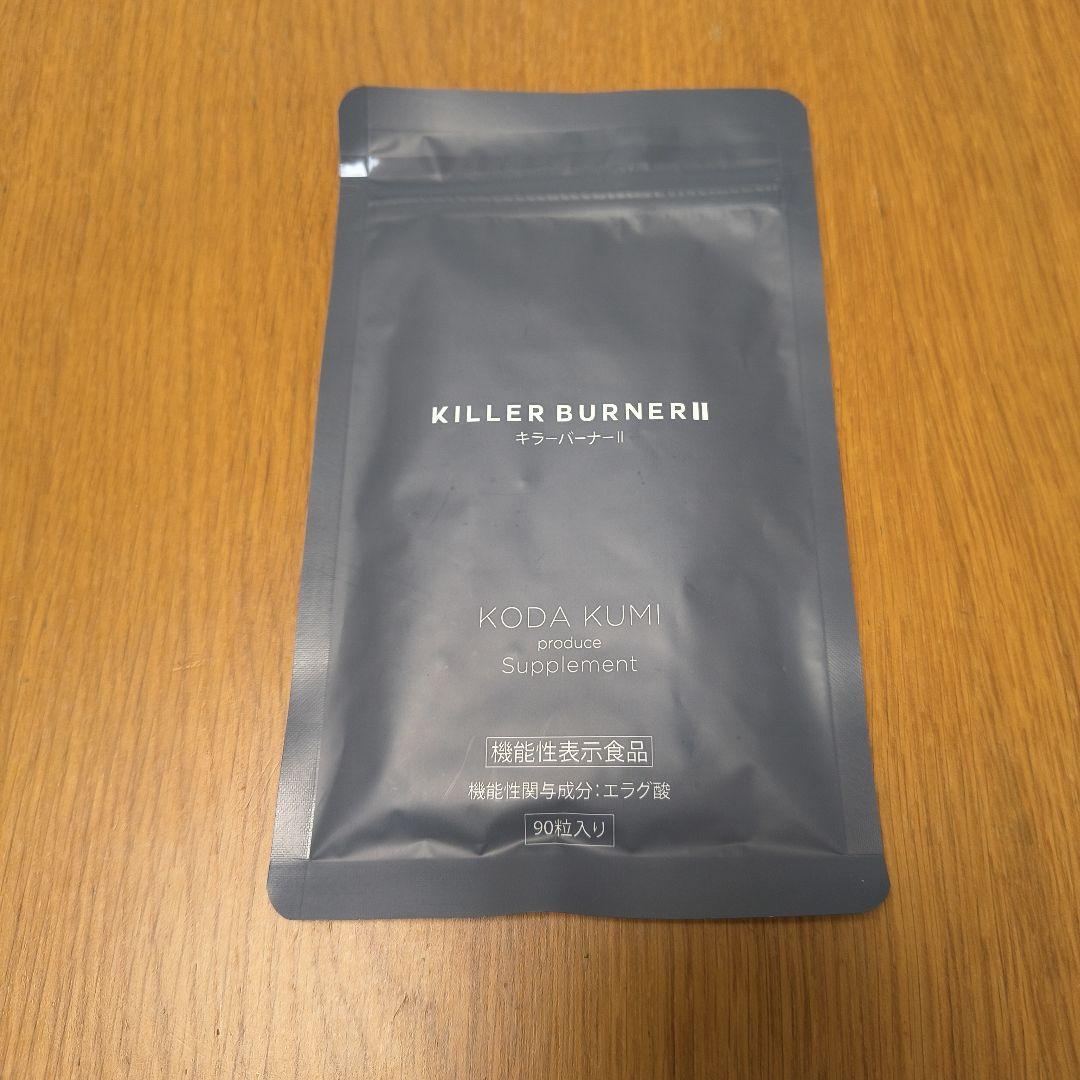 KILLER BURNERⅡ
キラーバーナーⅡ
KODA KUMI
produce
Supplement
機能性表示食品
機能性関与成分：エラグ酸
90粒入り